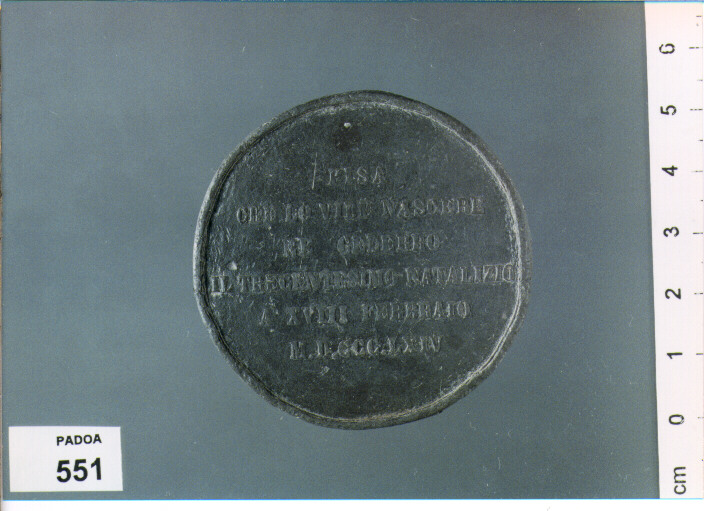 PISA
CHE LO VIDE NASCERE
NE CELEBRO
IL TRECENTESIMO NATALIZIO
A XVIII FEBBRAIO
M.DCCCLXIV
PADOA
551
6
5
4
3
2
1
0
cm